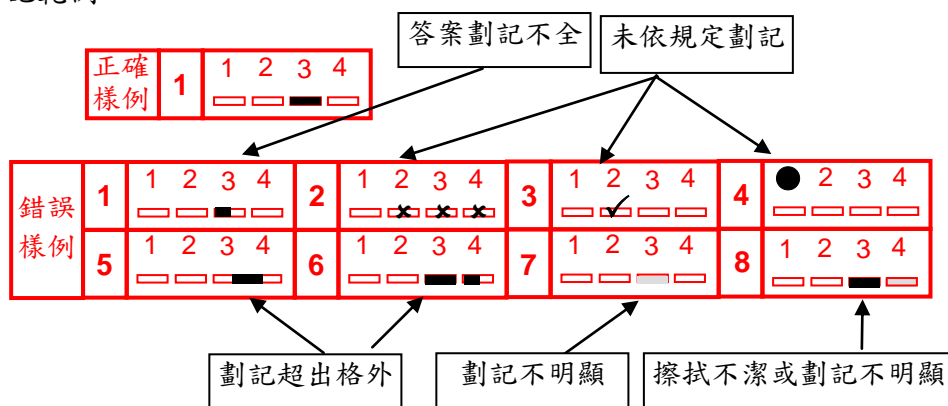 答案劃記不全
未依規定劃記
正確樣例 1 1 2 3 4
錯誤樣例
1 1 2 3 4
2 1 2 3 4
3 1 2 3 4
4 2 3 4
5 1 2 3 4
6 1 2 3 4
7 1 2 3 4
8 1 2 3 4
劃記超出格外
劃記不明顯
擦拭不潔或劃記不明顯